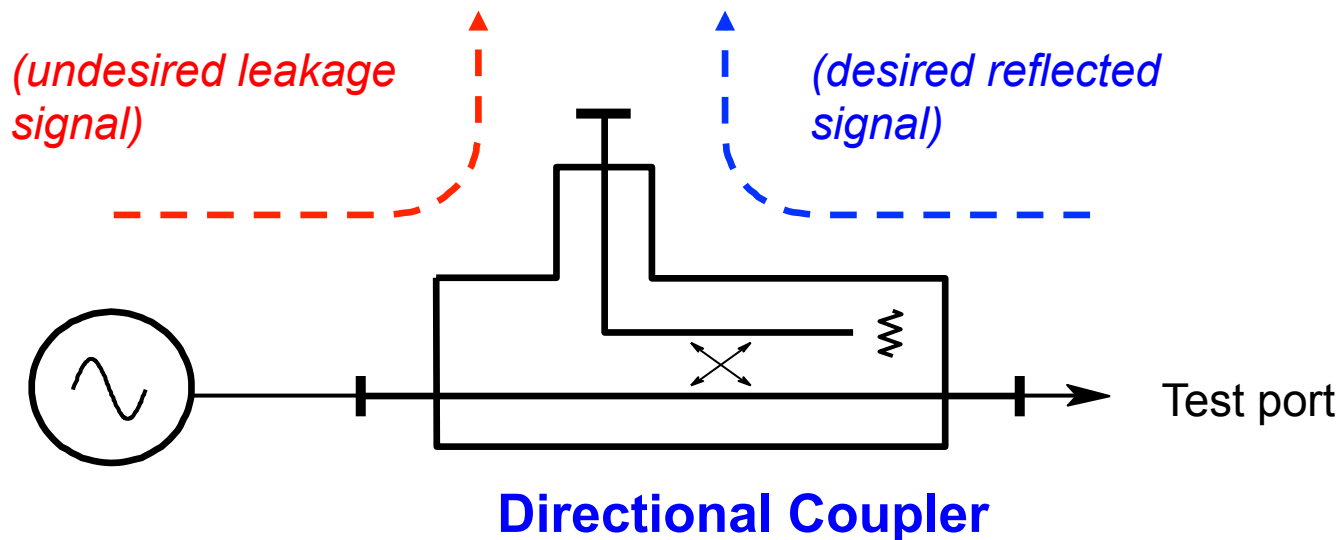 (undesired leakage
signal)
(desired reflected
signal)
Test port
Directional Coupler